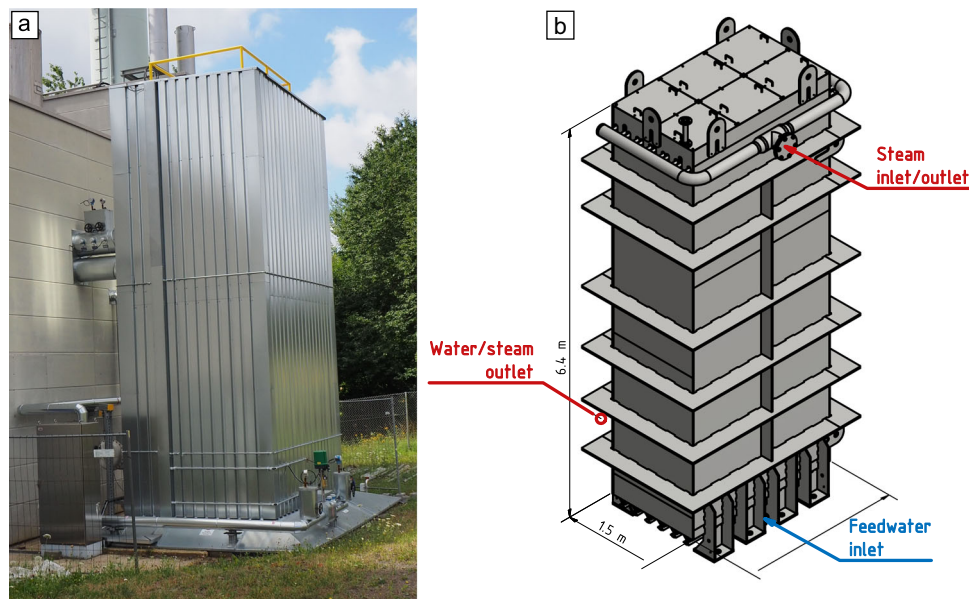 a
b
Steam
inlet/outlet
Water/steam
outlet
6.4 m
1.5 m
Feedwater
inlet